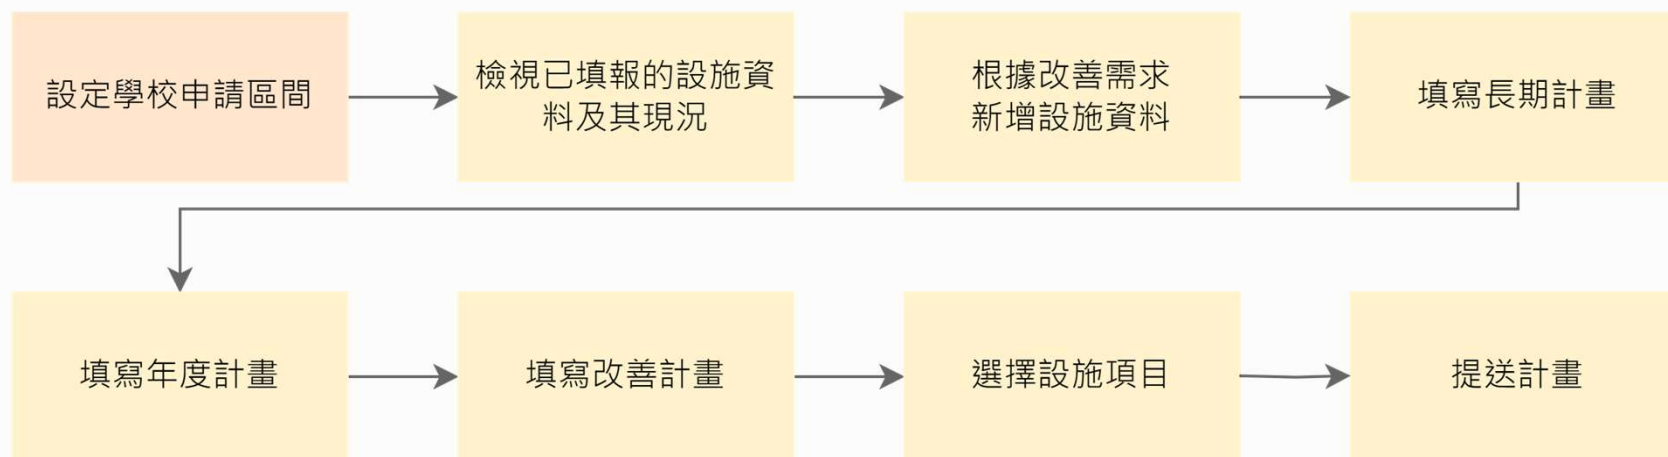 設定學校申請區間
檢視已填報的設施資
料及其現況
根據改善需求
新增設施資料
填寫長期計畫
填寫年度計畫
填寫改善計畫
選擇設施項目
提送計畫